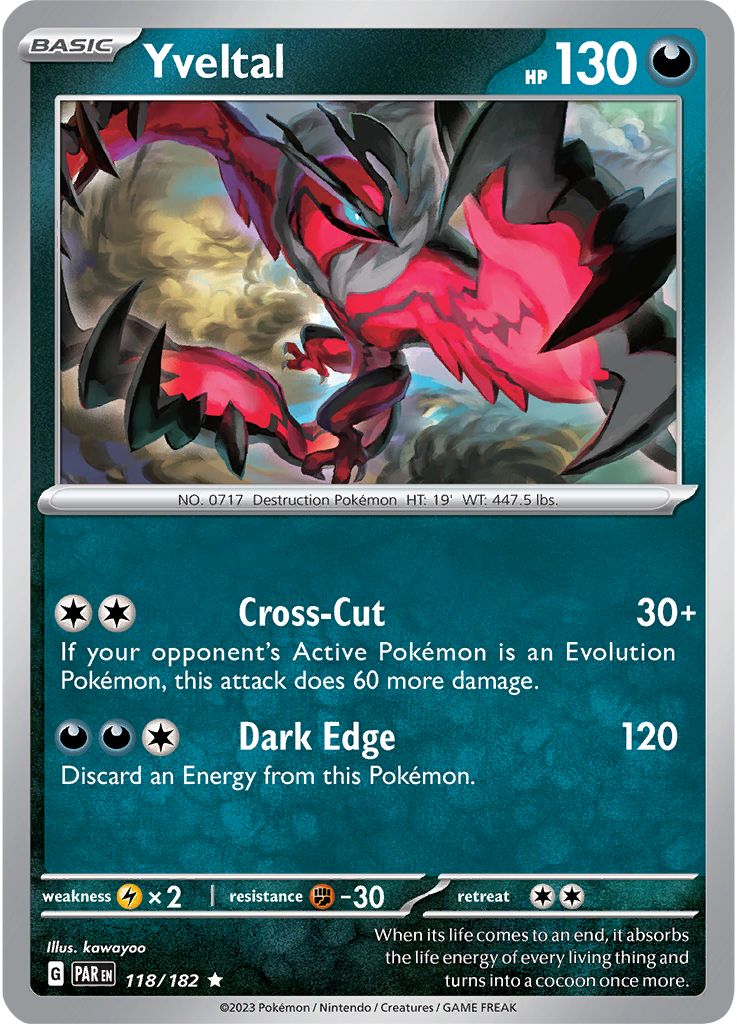 BASIC Yveltal HP 130
NO. 0717 Destruction Pokémon HT: 19' WT: 447.5 lbs.
Cross-Cut 30+
If your opponent's Active Pokémon is an Evolution
Pokémon, this attack does 60 more damage.
Dark Edge 120
Discard an Energy from this Pokémon.
weakness ×2 resistance -30 retreat
Illus. kawayoo
G PAR EN 118/182
When its life comes to an end, it absorbs
the life energy of every living thing and
turns into a cocoon once more.
©2023 Pokémon / Nintendo / Creatures / GAME FREAK